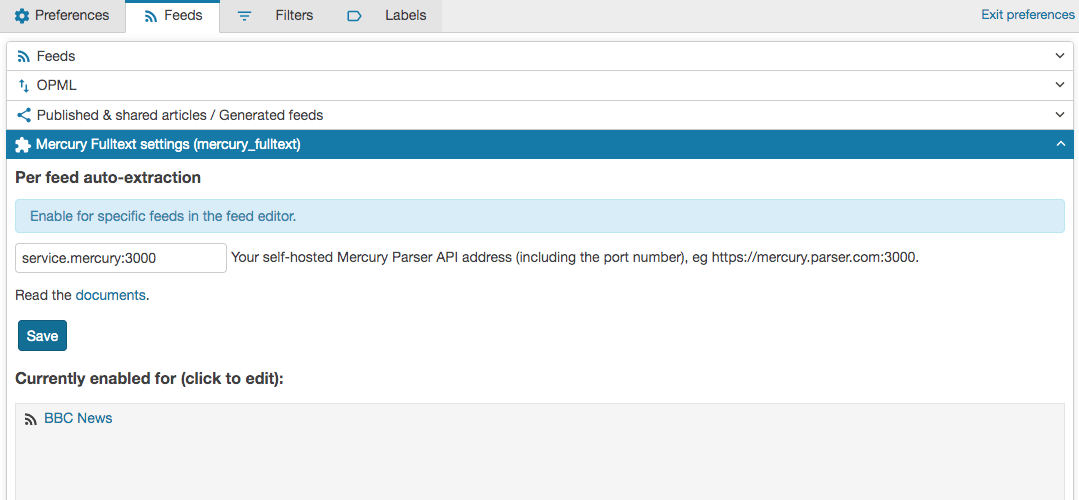 Preferences Feeds Filters Labels Exit preferences
Feeds
OPML
Published & shared articles / Generated feeds
Mercury Fulltext settings (mercury_fulltext)
Per feed auto-extraction
Enable for specific feeds in the feed editor.
service.mercury:3000 Your self-hosted Mercury Parser API address (including the port number), eg https://mercury.parser.com:3000.
Read the documents.
Save
Currently enabled for (click to edit):
BBC News